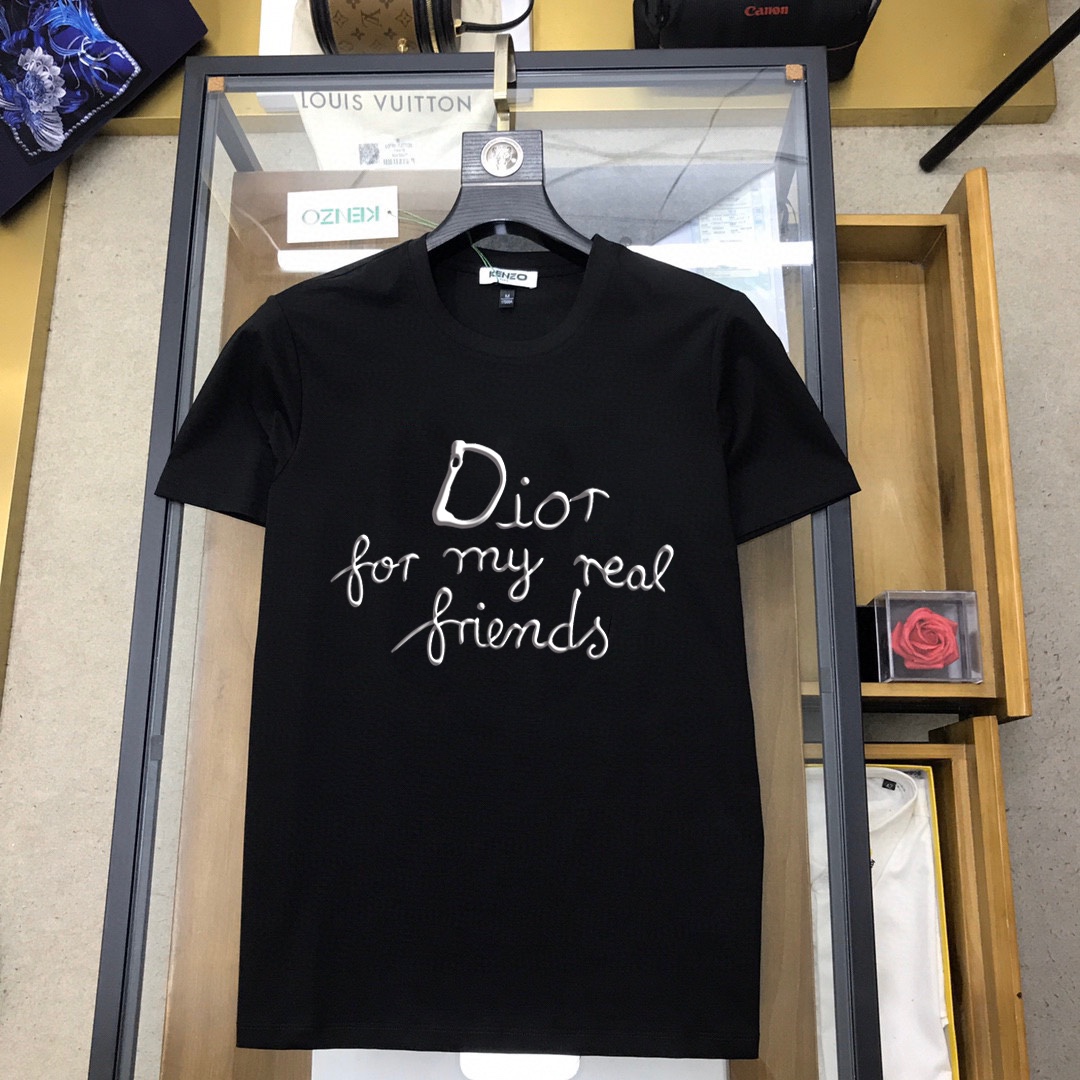 Canon
LOUIS VUITTON
KENZO
KENZO
M
Dior
for my real
friends